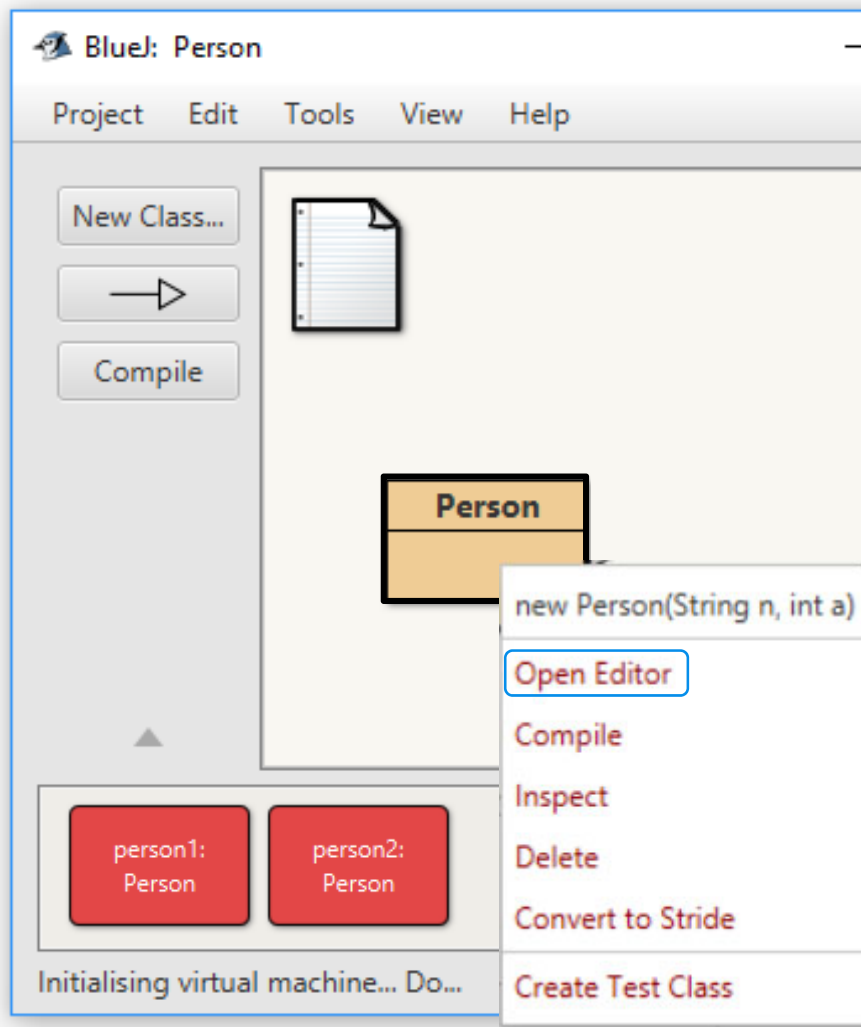 BlueJ: Person
Project Edit Tools View Help
New Class...
Compile
Person
new Person(String n, int a)
Open Editor
Compile
Inspect
Delete
Convert to Stride
Create Test Class
person1:
Person
person2:
Person
Initialising virtual machine... Do...